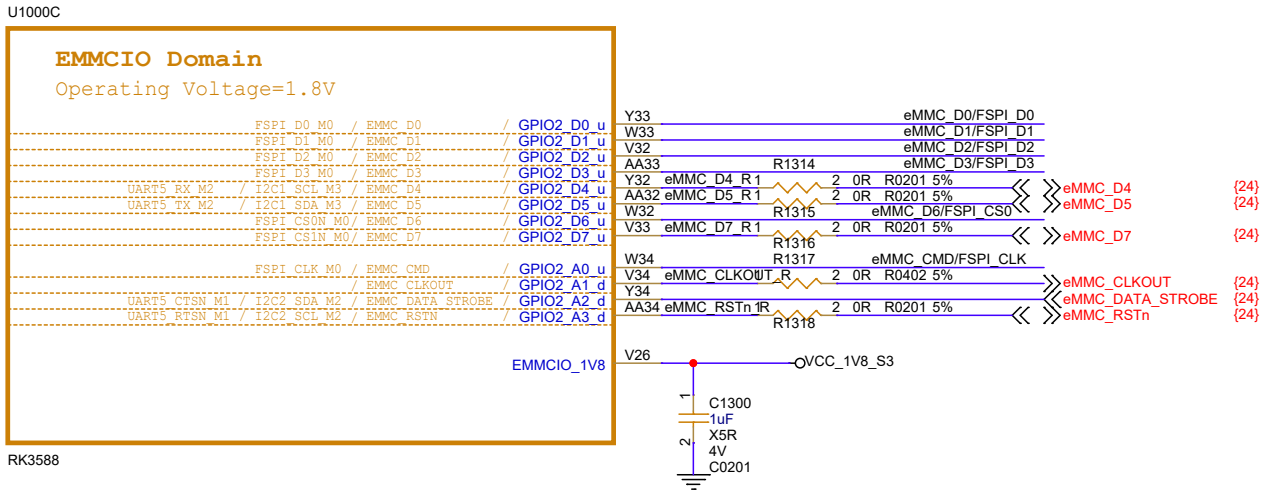 U1000C
EMMCIO Domain
Operating Voltage=1.8V
FSPI_D0_M0 / EMMC_D0 / GPIO2_D0_u Y33 eMMC_D0/FSPI_D0
FSPI_D1_M0 / EMMC_D1 / GPIO2_D1_u W33 eMMC_D1/FSPI_D1
FSPI_D2_M0 / EMMC_D2 / GPIO2_D2_u V32 eMMC_D2/FSPI_D2
FSPI_D3_M0 / EMMC_D3 / GPIO2_D3_u AA33 R1314 eMMC_D3/FSPI_D3
UART5_RX_M2 / I2C1_SCL_M3 / EMMC_D4 / GPIO2_D4_u Y32 eMMC_D4_R 1 2 0R R0201 5% eMMC_D4 {24}
UART5_TX_M2 / I2C1_SDA_M3 / EMMC_D5 / GPIO2_D5_u AA32 eMMC_D5_R 1 2 0R R0201 5% eMMC_D5 {24}
FSPI_CS0N_M0/ EMMC_D6 / GPIO2_D6_u W32 R1315 eMMC_D6/FSPI_CS0
FSPI_CS1N_M0/ EMMC_D7 / GPIO2_D7_u V33 eMMC_D7_R 1 2 0R R0201 5% eMMC_D7 {24}
R1316
FSPI_CLK_M0 / EMMC_CMD / GPIO2_A0_u W34 R1317 eMMC_CMD/FSPI_CLK
/ EMMC_CLKOUT / GPIO2_A1_d V34 eMMC_CLKOUT_R 1 2 0R R0402 5% eMMC_CLKOUT {24}
UART5_CTSN_M1 / I2C2_SDA_M2 / EMMC_DATA_STROBE / GPIO2_A2_d Y34 eMMC_DATA_STROBE {24}
UART5_RTSN_M1 / I2C2_SCL_M2 / EMMC_RSTN / GPIO2_A3_d AA34 eMMC_RSTn_R 1 2 0R R0201 5% eMMC_RSTn {24}
R1318
EMMCIO_1V8 V26 VCC_1V8_S3
1 C1300
1uF
X5R
2 4V
C0201
RK3588